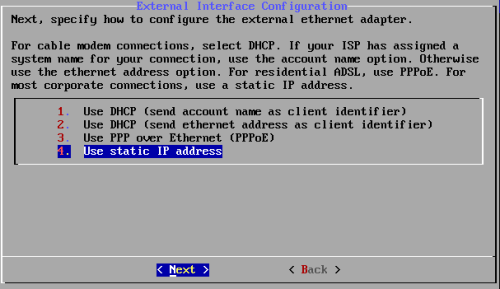 External Interface Configuration
Next, specify how to configure the external ethernet adapter.
For cable modem connections, select DHCP. If your ISP has assigned a
system name for your connection, use the account name option. Otherwise
use the ethernet address option. For residential ADSL, use PPPoE. For
most corporate connections, use a static IP address.
1. Use DHCP (send account name as client identifier)
2. Use DHCP (send ethernet address as client identifier)
3. Use PPP over Ethernet (PPPoE)
4. Use static IP address
< Next > < Back >